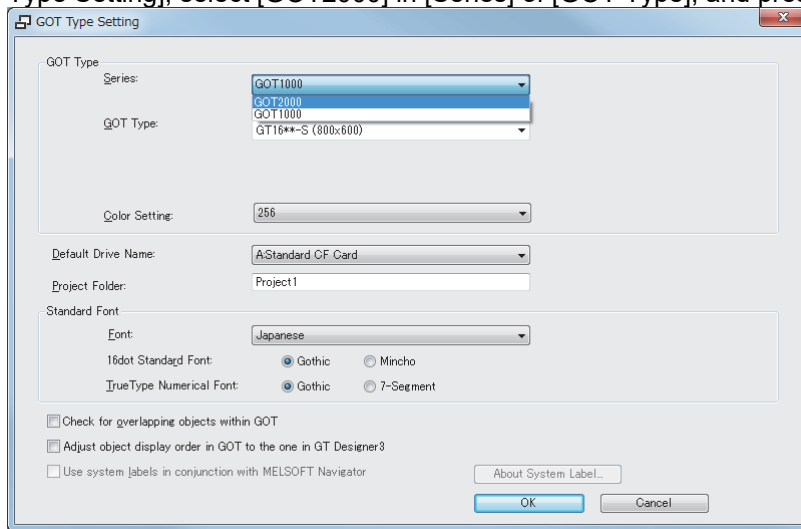 Type Setting], select [GOT2000] in [Series] of [GOT Type], and pre
GOT Type Setting
GOT Type
Series:
GOT1000
GOT2000
GOT1000
GOT Type:
GT16**-S (800x600)
Color Setting:
256
Default Drive Name:
A:Standard CF Card
Project Folder:
Project1
Standard Font
Font:
Japanese
16dot Standard Font:
Gothic
Mincho
TrueType Numerical Font:
Gothic
7-Segment
Check for overlapping objects within GOT
Adjust object display order in GOT to the one in GT Designer3
Use system labels in conjunction with MELSOFT Navigator
About System Label...
OK
Cancel